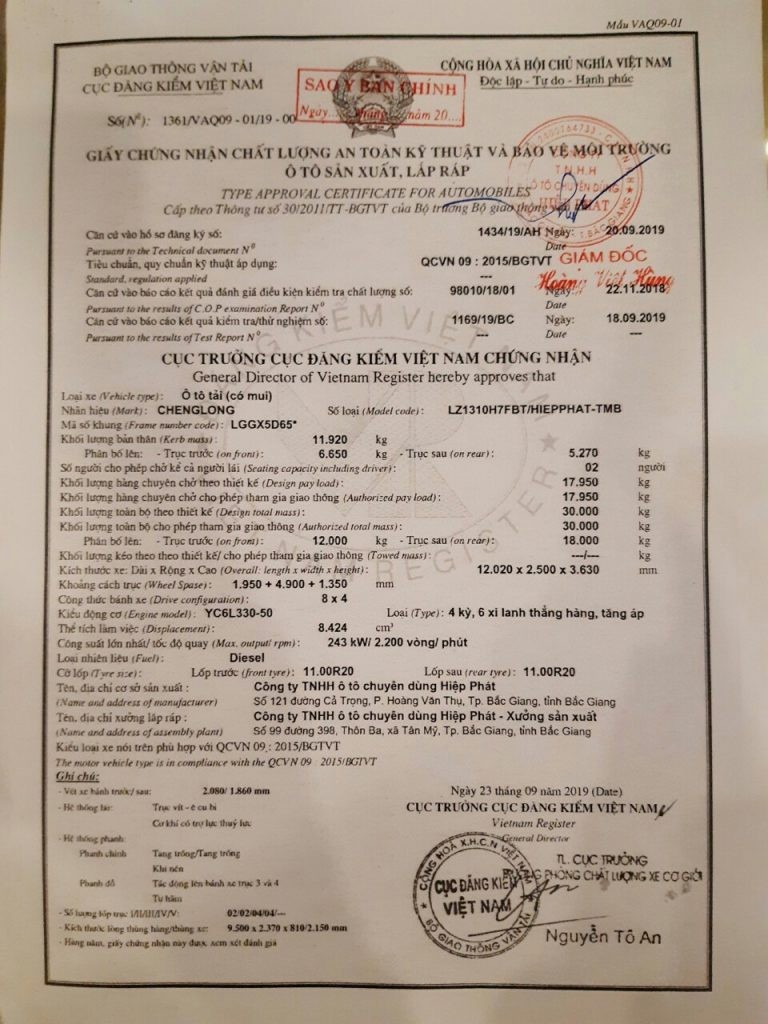 Mẫu VAQ09-01
BỘ GIAO THÔNG VẬN TẢI
CỤC ĐĂNG KIỂM VIỆT NAM
CỘNG HÒA XÃ HỘI CHỦ NGHĨA VIỆT NAM
Độc lập - Tự do - Hạnh phúc
SAO Y BẢN CHÍNH
Ngày... tháng... năm 20....
Số(Nº): 1361/VAQ09 - 01/19 - 00
GIẤY CHỨNG NHẬN CHẤT LƯỢNG AN TOÀN KỸ THUẬT VÀ BẢO VỆ MÔI TRƯỜNG
Ô TÔ SẢN XUẤT, LẮP RÁP
TYPE APPROVAL CERTIFICATE FOR AUTOMOBILES
Cấp theo Thông tư số 30/2011/TT-BGTVT của Bộ trưởng Bộ giao thông vận tải
T.N.H.H
Ô TÔ CHUYÊN DÙNG
HIỆP PHÁT
Căn cứ vào hồ sơ đăng ký số: 1434/19/AH Ngày: 20.09.2019
Pursuant to the Technical document Nº Date
Tiêu chuẩn, quy chuẩn kỹ thuật áp dụng: QCVN 09 : 2015/BGTVT
GIÁM ĐỐC
Hoàng Việt Hùng
Standard, regulation applied ---
Căn cứ vào báo cáo kết quả đánh giá điều kiện kiểm tra chất lượng số: 98010/18/01 Ngày: 22.11.2018
Pursuant to the results of C.O.P examination Report Nº --- Date
Căn cứ vào báo cáo kết quả kiểm tra/thử nghiệm số: 1169/19/BC Ngày: 18.09.2019
Pursuant to the results of Test Report Nº --- Date ---
CỤC TRƯỞNG CỤC ĐĂNG KIỂM VIỆT NAM CHỨNG NHẬN
General Director of Vietnam Register hereby approves that
Loại xe (Vehicle type): Ô tô tải (có mui)
Nhãn hiệu (Mark): CHENGLONG Số loại (Model code): LZ1310H7FBT/HIEPPHAT-TMB
Mã số khung (Frame number code): LGGX5D65*
Khối lượng bản thân (Kerb mass): 11.920 kg
Phân bố lên: - Trục trước (on front): 6.650 kg - Trục sau (on rear): 5.270 kg
Số người cho phép chở kể cả người lái (Seating capacity including driver): 02 người
Khối lượng hàng chuyên chở theo thiết kế (Design pay load): 17.950 kg
Khối lượng hàng chuyên chở cho phép tham gia giao thông (Authorized pay load): 17.950 kg
Khối lượng toàn bộ theo thiết kế (Design total mass): 30.000 kg
Khối lượng toàn bộ cho phép tham gia giao thông (Authorized total mass): 30.000 kg
Phân bố lên: - Trục trước (on front): 12.000 kg - Trục sau (on rear): 18.000 kg
Khối lượng kéo theo theo thiết kế/ cho phép tham gia giao thông (Towed mass): ---/--- kg
Kích thước xe: Dài x Rộng x Cao (Overall: length x width x height): 12.020 x 2.500 x 3.630 mm
Khoảng cách trục (Wheel Spase): 1.950 + 4.900 + 1.350 mm
Công thức bánh xe (Drive configuration): 8 x 4
Kiểu động cơ (Engine model): YC6L330-50 Loại (Type): 4 kỳ, 6 xi lanh thẳng hàng, tăng áp
Thể tích làm việc (Displacement): 8.424 cm³
Công suất lớn nhất/ tốc độ quay (Max. output/ rpm): 243 kW/ 2.200 vòng/ phút
Loại nhiên liệu (Fuel): Diesel
Cỡ lốp (Tyre size): Lốp trước (front tyre): 11.00R20 Lốp sau (rear tyre): 11.00R20
Tên, địa chỉ cơ sở sản xuất : Công ty TNHH ô tô chuyên dùng Hiệp Phát
(Name and address of manufacturer) Số 121 đường Cả Trọng, P. Hoàng Văn Thụ, Tp. Bắc Giang, tỉnh Bắc Giang
Tên, địa chỉ xưởng lắp ráp : Công ty TNHH ô tô chuyên dùng Hiệp Phát - Xưởng sản xuất
(Name and address of assembly plant) Số 99 đường 398, Thôn Ba, xã Tân Mỹ, Tp. Bắc Giang, tỉnh Bắc Giang
Kiểu loại xe nói trên phù hợp với QCVN 09 : 2015/BGTVT
The motor vehicle type is in compliance with the QCVN 09 : 2015/BGTVT
Ghi chú:
- Vết xe bánh trước/ sau: 2.080/ 1.860 mm
- Hệ thống lái: Trục vít - ê cu bi
Cơ khí có trợ lực thuỷ lực
- Hệ thống phanh:
Phanh chính Tang trống/Tang trống
Khí nén
Phanh đỗ Tác động lên bánh xe trục 3 và 4
Tự hãm
- Số lượng lốp trục I/II/III/IV/V: 02/02/04/04/---
- Kích thước lòng thùng hàng/thùng xe: 9.500 x 2.370 x 810/2.150 mm
- Hàng năm, giấy chứng nhận này được xem xét đánh giá
Ngày 23 tháng 09 năm 2019 (Date)
CỤC TRƯỞNG CỤC ĐĂNG KIỂM VIỆT NAM
Vietnam Register
General Director
TL. CỤC TRƯỞNG
TRƯỞNG PHÒNG CHẤT LƯỢNG XE CƠ GIỚI
CỘNG HÒA X.H.C.N VIỆT NAM
CỤC ĐĂNG KIỂM
VIỆT NAM
BỘ GIAO THÔNG VẬN TẢI
Nguyễn Tô An